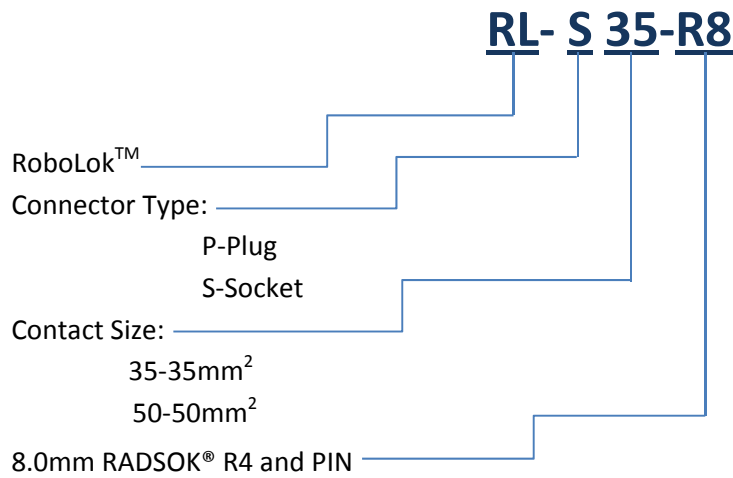 RL- S 35-R8
RoboLok™
Connector Type:
P-Plug
S-Socket
Contact Size:
35-35mm²
50-50mm²
8.0mm RADSOK® R4 and PIN